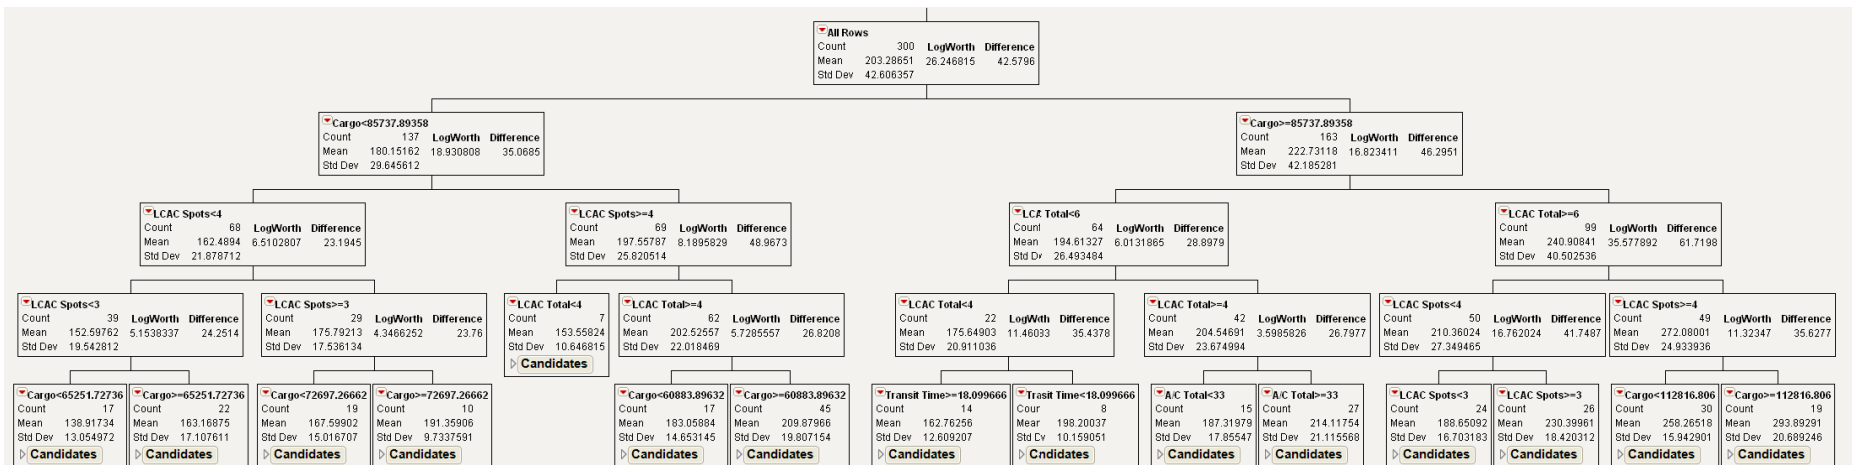 All Rows
Count 300 LogWorth Difference
Mean 203.28651 26.246815 42.5796
Std Dev 42.606357
Cargo<85737.89358
Count 137 LogWorth Difference
Mean 180.15162 18.930808 35.0685
Std Dev 29.645612
Cargo>=85737.89358
Count 163 LogWorth Difference
Mean 222.73118 16.823411 46.2951
Std Dev 42.185281
LCAC Spots<4
Count 68 LogWorth Difference
Mean 162.4894 6.5102807 23.1945
Std Dev 21.878712
LCAC Spots>=4
Count 69 LogWorth Difference
Mean 197.55787 8.1895829 48.9673
Std Dev 25.820514
LCA Total<6
Count 64 LogWorth Difference
Mean 194.61327 6.0131865 28.8979
Std D 26.493484
LCAC Total>=6
Count 99 LogWorth Difference
Mean 240.90841 35.577892 61.7198
Std Dev 40.502536
LCAC Spots<3
Count 39 LogWorth Difference
Mean 152.59762 5.1538337 24.2514
Std Dev 19.542812
LCAC Spots>=3
Count 29 LogWorth Difference
Mean 175.79213 4.3466252 23.76
Std Dev 17.536134
LCAC Total<4
Count 7
Mean 153.55824
Std Dev 10.646815
Candidates
LCAC Total>=4
Count 62 LogWorth Difference
Mean 202.52557 5.7285557 26.8208
Std Dev 22.018469
LCAC Total<4
Count 22 LogWorth Difference
Mean 175.64903 11.46033 35.4378
Std Dev 20.911036
LCAC Total>=4
Count 42 LogWorth Difference
Mean 204.54691 3.5985826 26.7977
Std Dev 23.674994
LCAC Spots<4
Count 50 LogWorth Difference
Mean 210.36024 16.762024 41.7487
Std Dev 27.349465
LCAC Spots>=4
Count 49 LogWorth Difference
Mean 272.08001 11.32347 35.6277
Std Dev 24.933936
Cargo<65251.72736
Count 17
Mean 138.91734
Std Dev 13.054972
Candidates
Cargo>=65251.72736
Count 22
Mean 163.16875
Std Dev 17.107611
Candidates
Cargo<72697.26662
Count 19
Mean 167.59902
Std Dev 15.016707
Candidates
Cargo>=72697.26662
Count 10
Mean 191.35906
Std Dev 9.7337591
Candidates
Cargo<60883.89632
Count 17
Mean 183.05884
Std Dev 14.653145
Candidates
Cargo>=60883.89632
Count 45
Mean 209.87966
Std Dev 19.807154
Candidates
Transit Time>=18.099666
Count 14
Mean 162.76256
Std Dev 12.609207
Candidates
Trasit Time<18.099666
Cour 8
Mear 198.20037
Std Cv 10.159051
Cndidates
A/C Total<33
Count 15
Mean 187.31979
Std Dev 17.85547
Candidates
A/C Total>=33
Count 27
Mean 214.11754
Std Dev 21.115568
Candidates
LCAC Spots<3
Count 24
Mean 188.65092
Std Dev 16.703183
Candidates
LCAC Spots>=3
Count 26
Mean 230.39961
Std Dev 18.420312
Candidates
Cargo<112816.806
Count 30
Mean 258.26518
Std Dev 15.942901
Candidates
Cargo>=112816.806
Count 19
Mean 293.89291
Std Dev 20.689246
Candidates